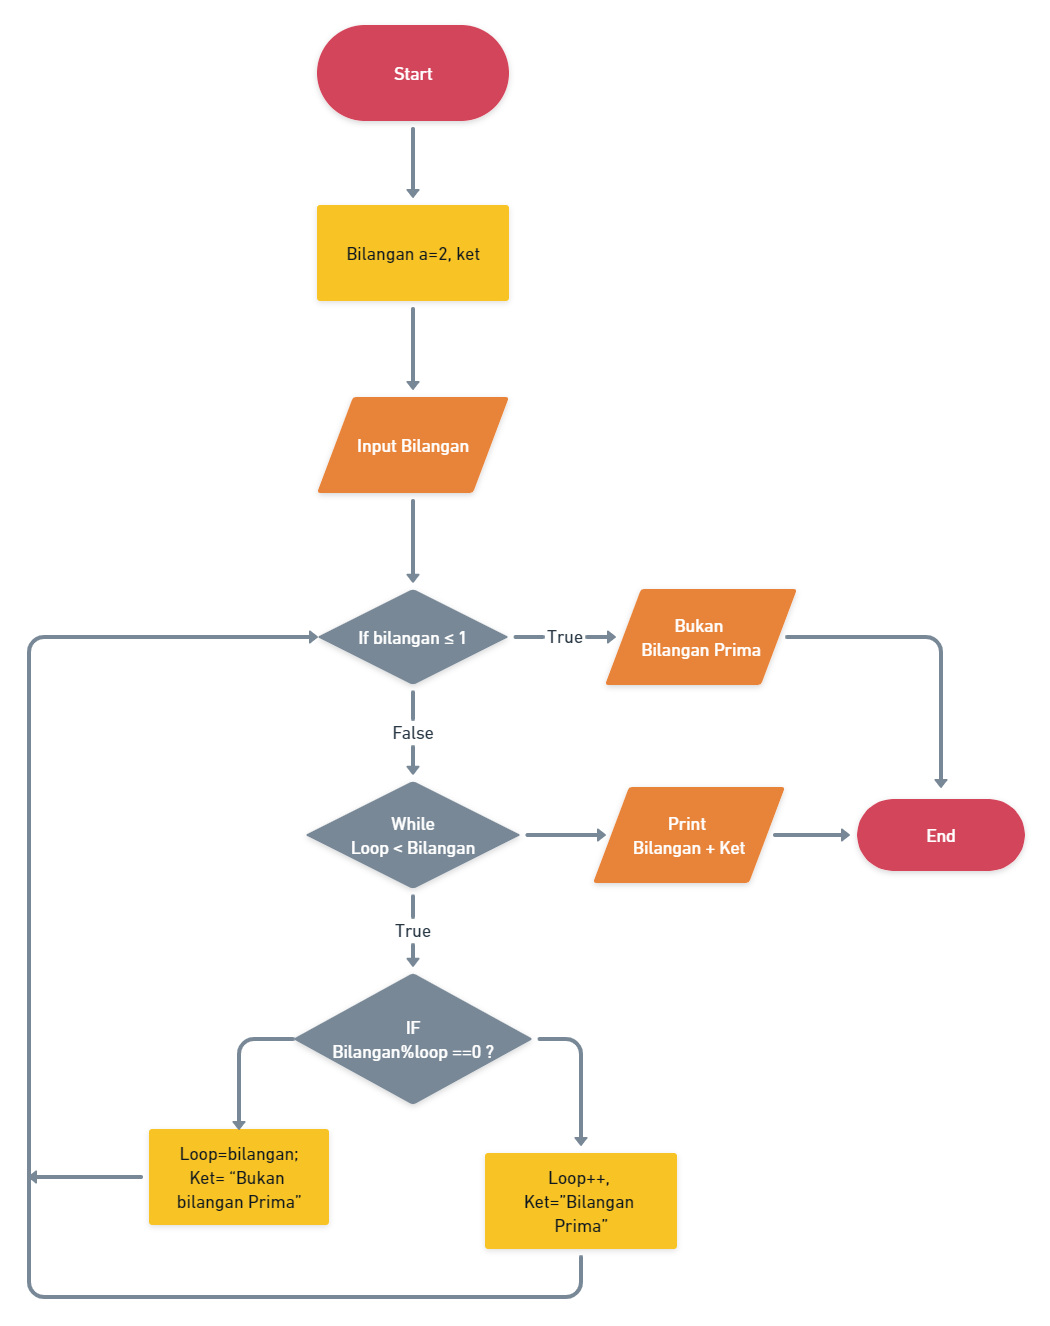 Start
Bilangan a=2, ket
Input Bilangan
If bilangan ≤ 1
True
Bukan
Bilangan Prima
False
While
Loop < Bilangan
Print
Bilangan + Ket
End
True
IF
Bilangan%loop ==0 ?
Loop=bilangan;
Ket= “Bukan
bilangan Prima”
Loop++,
Ket=”Bilangan
Prima”